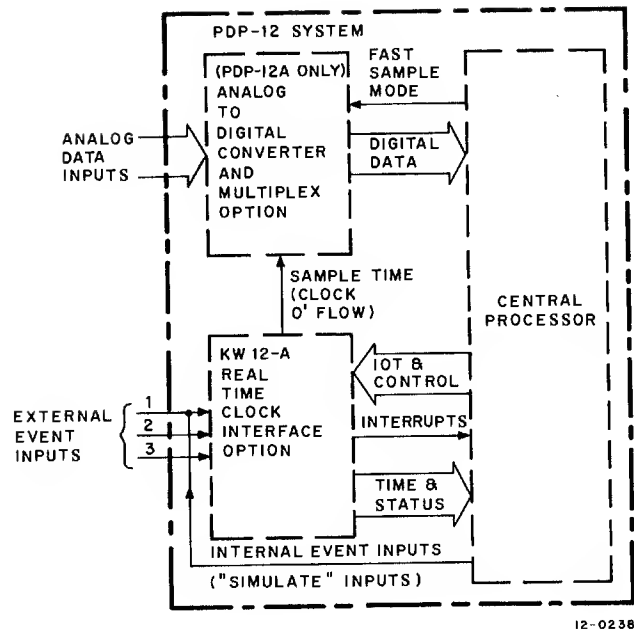 PDP-12 SYSTEM
(PDP-12A ONLY)
ANALOG
TO
DIGITAL
CONVERTER
AND
MULTIPLEX
OPTION
FAST
SAMPLE
MODE
ANALOG
DATA
INPUTS
DIGITAL
DATA
SAMPLE TIME
(CLOCK
O'FLOW)
CENTRAL
PROCESSOR
KW 12-A
REAL
TIME
CLOCK
INTERFACE
OPTION
IOT &
CONTROL
EXTERNAL
EVENT
INPUTS
1
2
3
INTERRUPTS
TIME &
STATUS
INTERNAL EVENT INPUTS
("SIMULATE" INPUTS)
12-0238